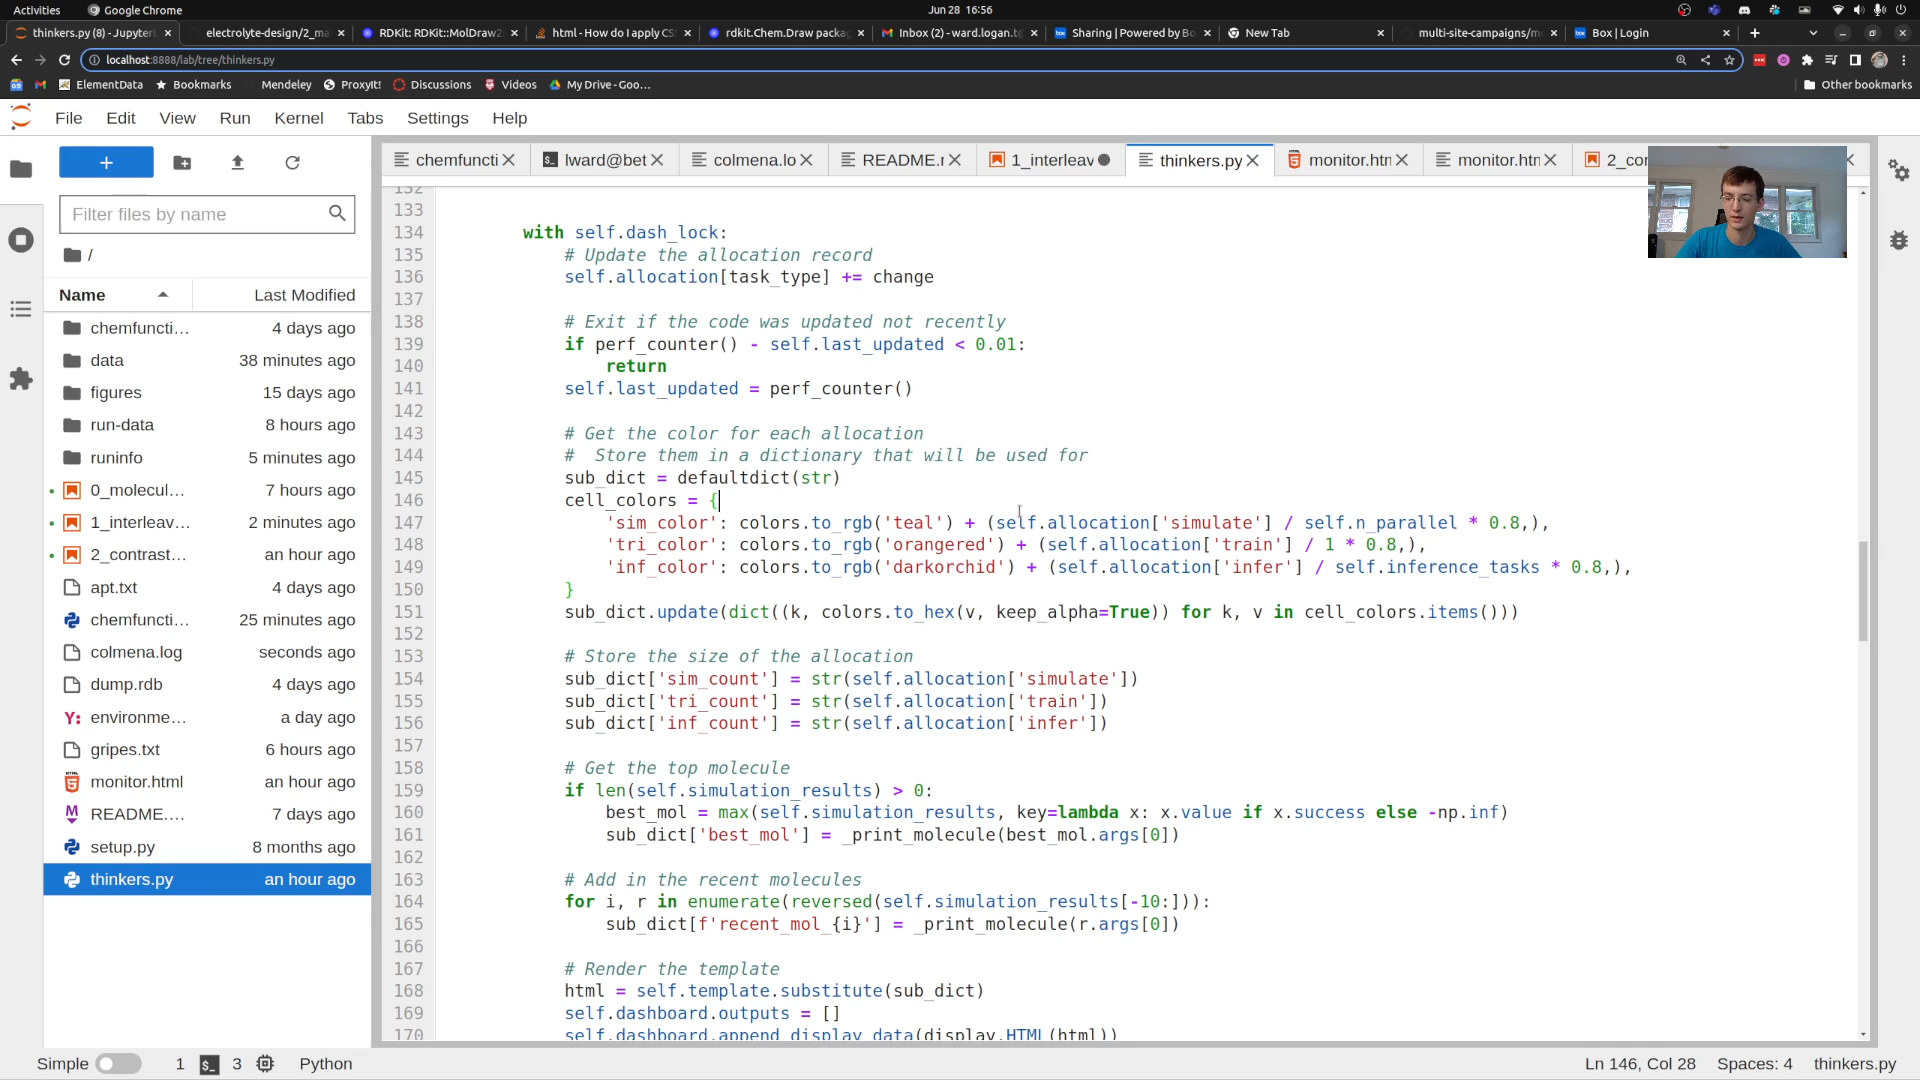 Activities
Google Chrome
Jun 28 16:56
thinkers.py (8) - Jupyter
electrolyte-design/2_ma
RDKit: RDKit::MolDraw2
html - How do I apply CS
rdkit.Chem.Draw packa
Inbox (2) - ward.logan.t
Sharing | Powered by Bo
New Tab
multi-site-campaigns/m
Box | Login
localhost:8888/lab/tree/thinkers.py
ElementData
Bookmarks
Mendeley
ProxyIt!
Discussions
Videos
My Drive - Goo...
Other bookmarks
File
Edit
View
Run
Kernel
Tabs
Settings
Help
chemfuncti
lward@bet
colmena.lo
README.r
1_interleav
thinkers.py
monitor.htn
monitor.htn
2_cor
Filter files by name
/
Name
Last Modified
chemfuncti... 4 days ago
data 38 minutes ago
figures 15 days ago
run-data 8 hours ago
runinfo 5 minutes ago
0_molecul... 7 hours ago
1_interleav... 2 minutes ago
2_contrast... an hour ago
apt.txt 4 days ago
chemfuncti... 25 minutes ago
colmena.log seconds ago
dump.rdb 4 days ago
Y: environme... a day ago
gripes.txt 6 hours ago
monitor.html an hour ago
README.... 7 days ago
setup.py 8 months ago
thinkers.py an hour ago
132
133
134 with self.dash_lock:
135 # Update the allocation record
136 self.allocation[task_type] += change
137
138 # Exit if the code was updated not recently
139 if perf_counter() - self.last_updated < 0.01:
140 return
141 self.last_updated = perf_counter()
142
143 # Get the color for each allocation
144 #  Store them in a dictionary that will be used for
145 sub_dict = defaultdict(str)
146 cell_colors = {
147 'sim_color': colors.to_rgb('teal') + (self.allocation['simulate'] / self.n_parallel * 0.8,),
148 'tri_color': colors.to_rgb('orangered') + (self.allocation['train'] / 1 * 0.8,),
149 'inf_color': colors.to_rgb('darkorchid') + (self.allocation['infer'] / self.inference_tasks * 0.8,),
150 }
151 sub_dict.update(dict((k, colors.to_hex(v, keep_alpha=True)) for k, v in cell_colors.items()))
152
153 # Store the size of the allocation
154 sub_dict['sim_count'] = str(self.allocation['simulate'])
155 sub_dict['tri_count'] = str(self.allocation['train'])
156 sub_dict['inf_count'] = str(self.allocation['infer'])
157
158 # Get the top molecule
159 if len(self.simulation_results) > 0:
160 best_mol = max(self.simulation_results, key=lambda x: x.value if x.success else -np.inf)
161 sub_dict['best_mol'] = _print_molecule(best_mol.args[0])
162
163 # Add in the recent molecules
164 for i, r in enumerate(reversed(self.simulation_results[-10:])):
165 sub_dict[f'recent_mol_{i}'] = _print_molecule(r.args[0])
166
167 # Render the template
168 html = self.template.substitute(sub_dict)
169 self.dashboard.outputs = []
170 self.dashboard.append_display_data(display.HTML(html))
Simple
1
3
Python
Ln 146, Col 28
Spaces: 4
thinkers.py